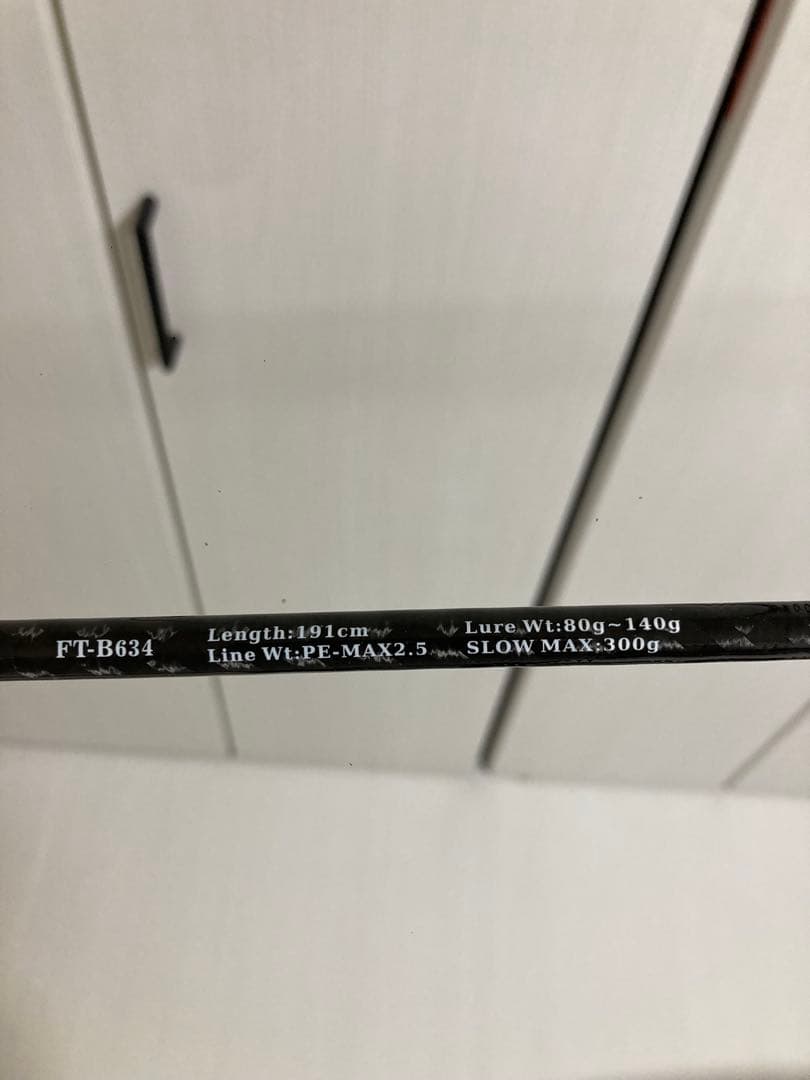 FT-B634
Length:191cm
Line Wt:PE-MAX2.5
Lure Wt:80g~140g
SLOW MAX:300g